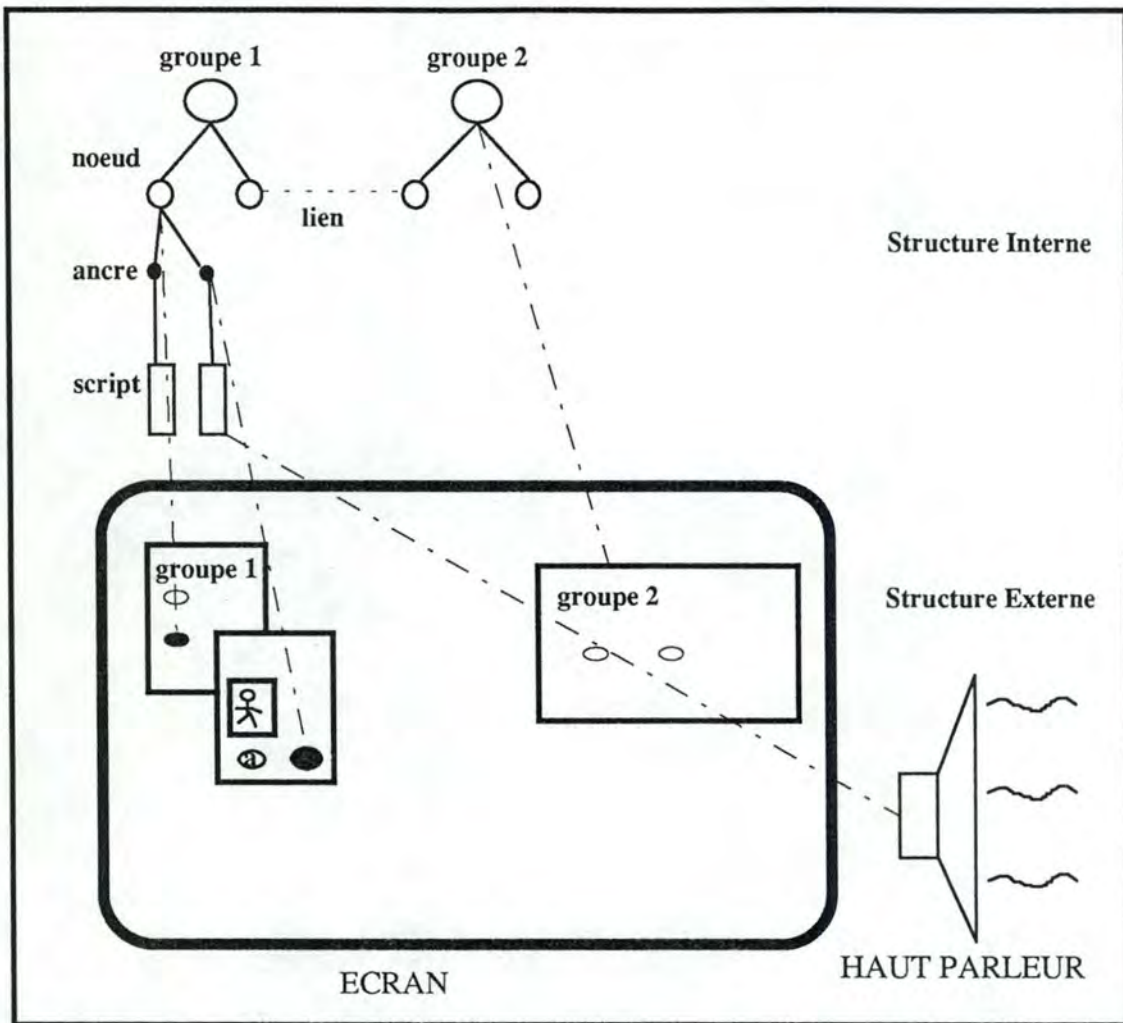 groupe 1
groupe 2
noeud
lien
Structure Interne
ancre
script
groupe 1
groupe 2
Structure Externe
a
HAUT PARLEUR
ECRAN